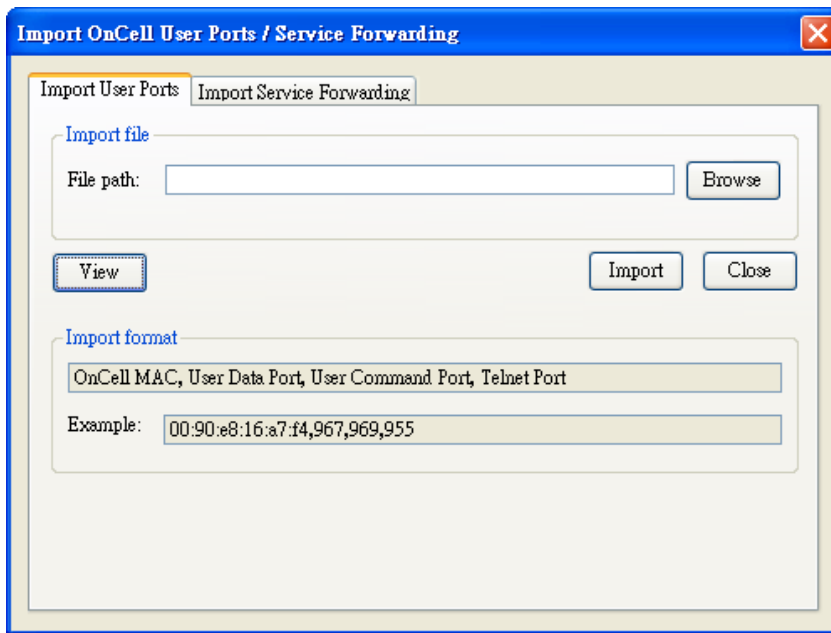 Import OnCell User Ports / Service Forwarding
Import User Ports
Import Service Forwarding
Import file
File path:
Browse
View
Import
Close
Import format
OnCell MAC, User Data Port, User Command Port, Telnet Port
Example:
00:90:e8:16:a7:f4,967,969,955